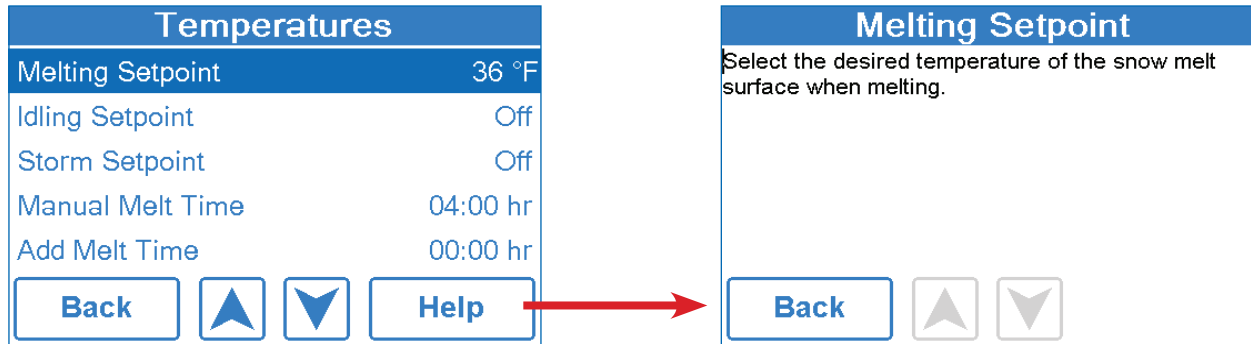 Temperatures
Melting Setpoint 36 °F
Idling Setpoint Off
Storm Setpoint Off
Manual Melt Time 04:00 hr
Add Melt Time 00:00 hr
Back Help
Melting Setpoint
Select the desired temperature of the snow melt
surface when melting.
Back